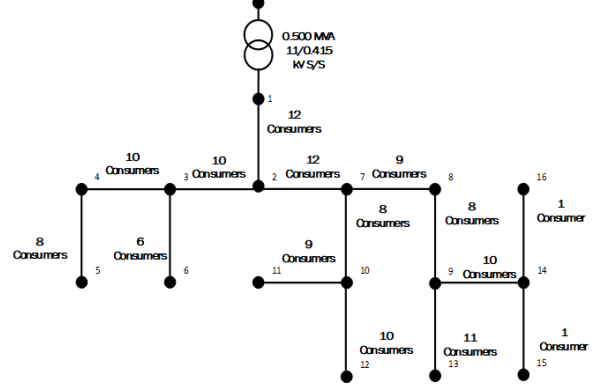 0.500 MVA
11/0.415
kV S/S
1
12
Consumers
10
Consumers
10
Consumers
12
Consumers
9
Consumers
4
3
2
7
8
16
8
Consumers
8
Consumers
1
Consumer
8
Consumers
6
Consumers
9
Consumers
10
Consumers
5
6
11
10
9
14
10
Consumers
11
Consumers
1
Consumer
12
13
15